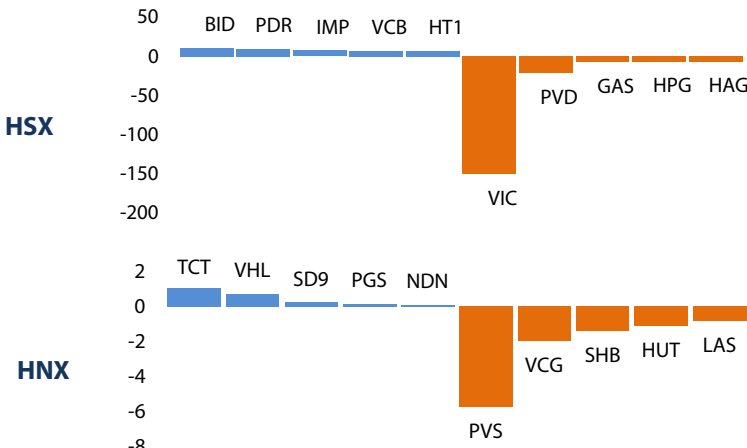 50
BID PDR IMP VCB HT1
0
-50
PVD GAS HPG HAG
HSX
-100
-150
VIC
-200
2
TCT VHL SD9 PGS NDN
0
-2
VCG SHB HUT LAS
HNX
-4
-6
PVS
-8